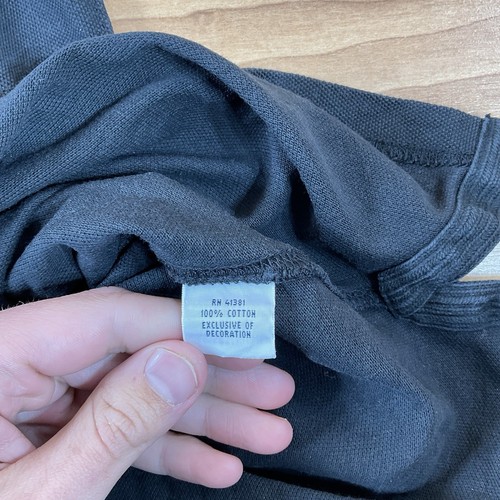 RN 41381
100% COTTON
EXCLUSIVE OF
DECORATION